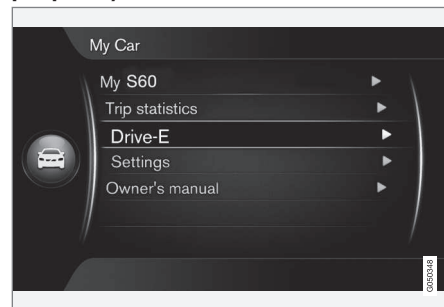 My Car
My S60
Trip statistics
Drive-E
Settings
Owner's manual
G050348